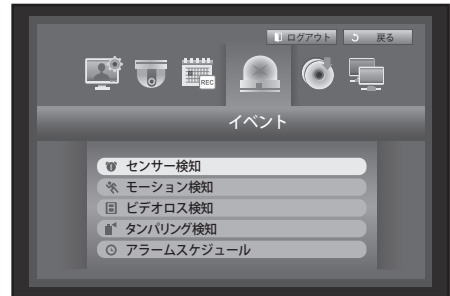 ログアウト 戻る
REC
イベント
センサー検知
モーション検知
ビデオロス検知
タンパリング検知
アラームスケジュール